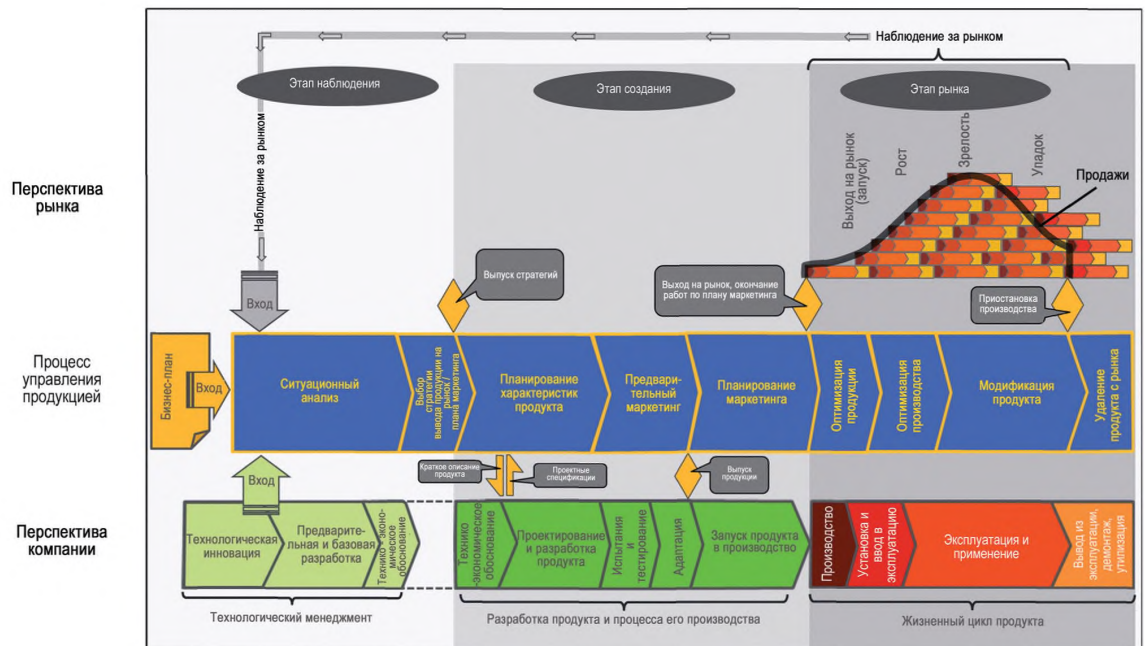 Наблюдение за рынком
Этап наблюдения
Этап создания
Этап рынка
Наблюдение за рынком
Перспектива
рынка
Выход на рынок
(запуск)
Рост
Зрелость
Упадок
Продажи
Вход
Выпуск стратегий
Выход на рынок, окончание
работ по плану маркетинга
Приостановка
производства
Процесс
управления
продукцией
Бизнес-план
Вход
Ситуационный
анализ
Выбор
стратегии
вывода продукции на
рынок /
плана маркетинга
Планирование
характеристик
продукта
Предвари-
тельный
маркетинг
Планирование
маркетинга
Оптимизация
продукции
Оптимизация
производства
Модификация
продукта
Удаление
продукта с рынка
Вход
Краткое описание
продукта
Проектные
спецификации
Выпуск
продукции
Перспектива
компании
Технологическая
инновация
Предваритe-
льная и базовая
разработка
Технико - эконо-
мическое
обоснование
Технико
-экономическое
обоснование
Проектирование
и разработка
продукта
Испытания
и
тестирование
Адаптация
Запуск продукта
в производство
Производство
Установка и
ввод в
эксплуатацию
Эксплуатация и
применение
Вывод из
эксплуатации,
демонтаж,
утилизация
Технологический менеджмент
Разработка продукта и процесса его производства
Жизненный цикл продукта